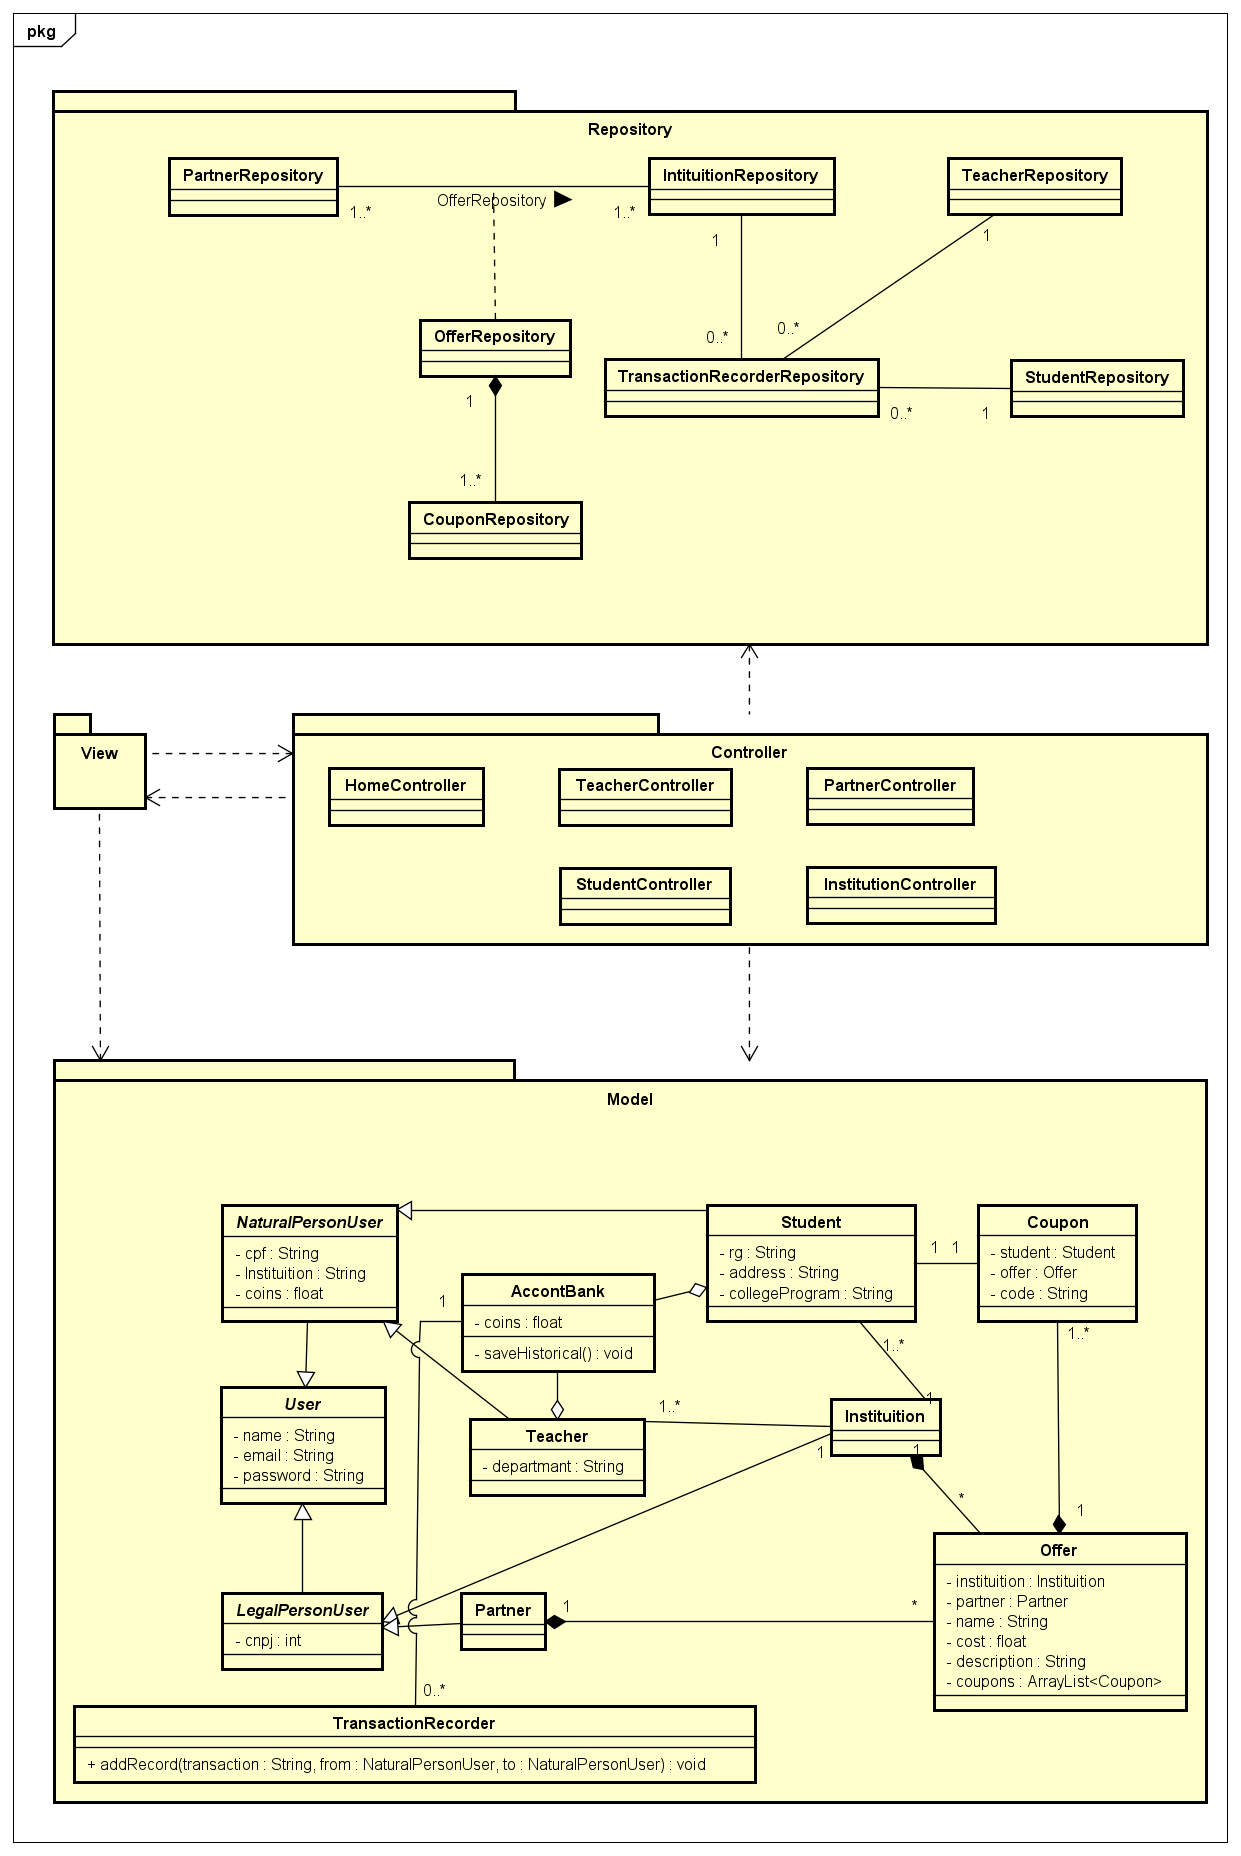 pkg
Repository
PartnerRepository
IntituitionRepository
TeacherRepository
OfferRepository
1..*
1..*
1
1
0..*
0..*
OfferRepository
TransactionRecorderRepository
StudentRepository
1
0..*
1
1..*
CouponRepository
View
Controller
HomeController
TeacherController
PartnerController
StudentController
InstitutionController
Model
NaturalPersonUser
- cpf : String
- Instituition : String
- coins : float
Student
- rg : String
- address : String
- collegeProgram : String
1
1
Coupon
- student : Student
- offer : Offer
- code : String
1
AccontBank
- coins : float
- saveHistorical() : void
1..*
1..*
User
- name : String
- email : String
- password : String
1..*
1
Teacher
- departmant : String
Instituition
1
1
*
1
Offer
- instituition : Instituition
- partner : Partner
- name : String
- cost : float
- description : String
- coupons : ArrayList<Coupon>
LegalPersonUser
- cnpj : int
Partner
1
*
0..*
TransactionRecorder
+ addRecord(transaction : String, from : NaturalPersonUser, to : NaturalPersonUser) : void